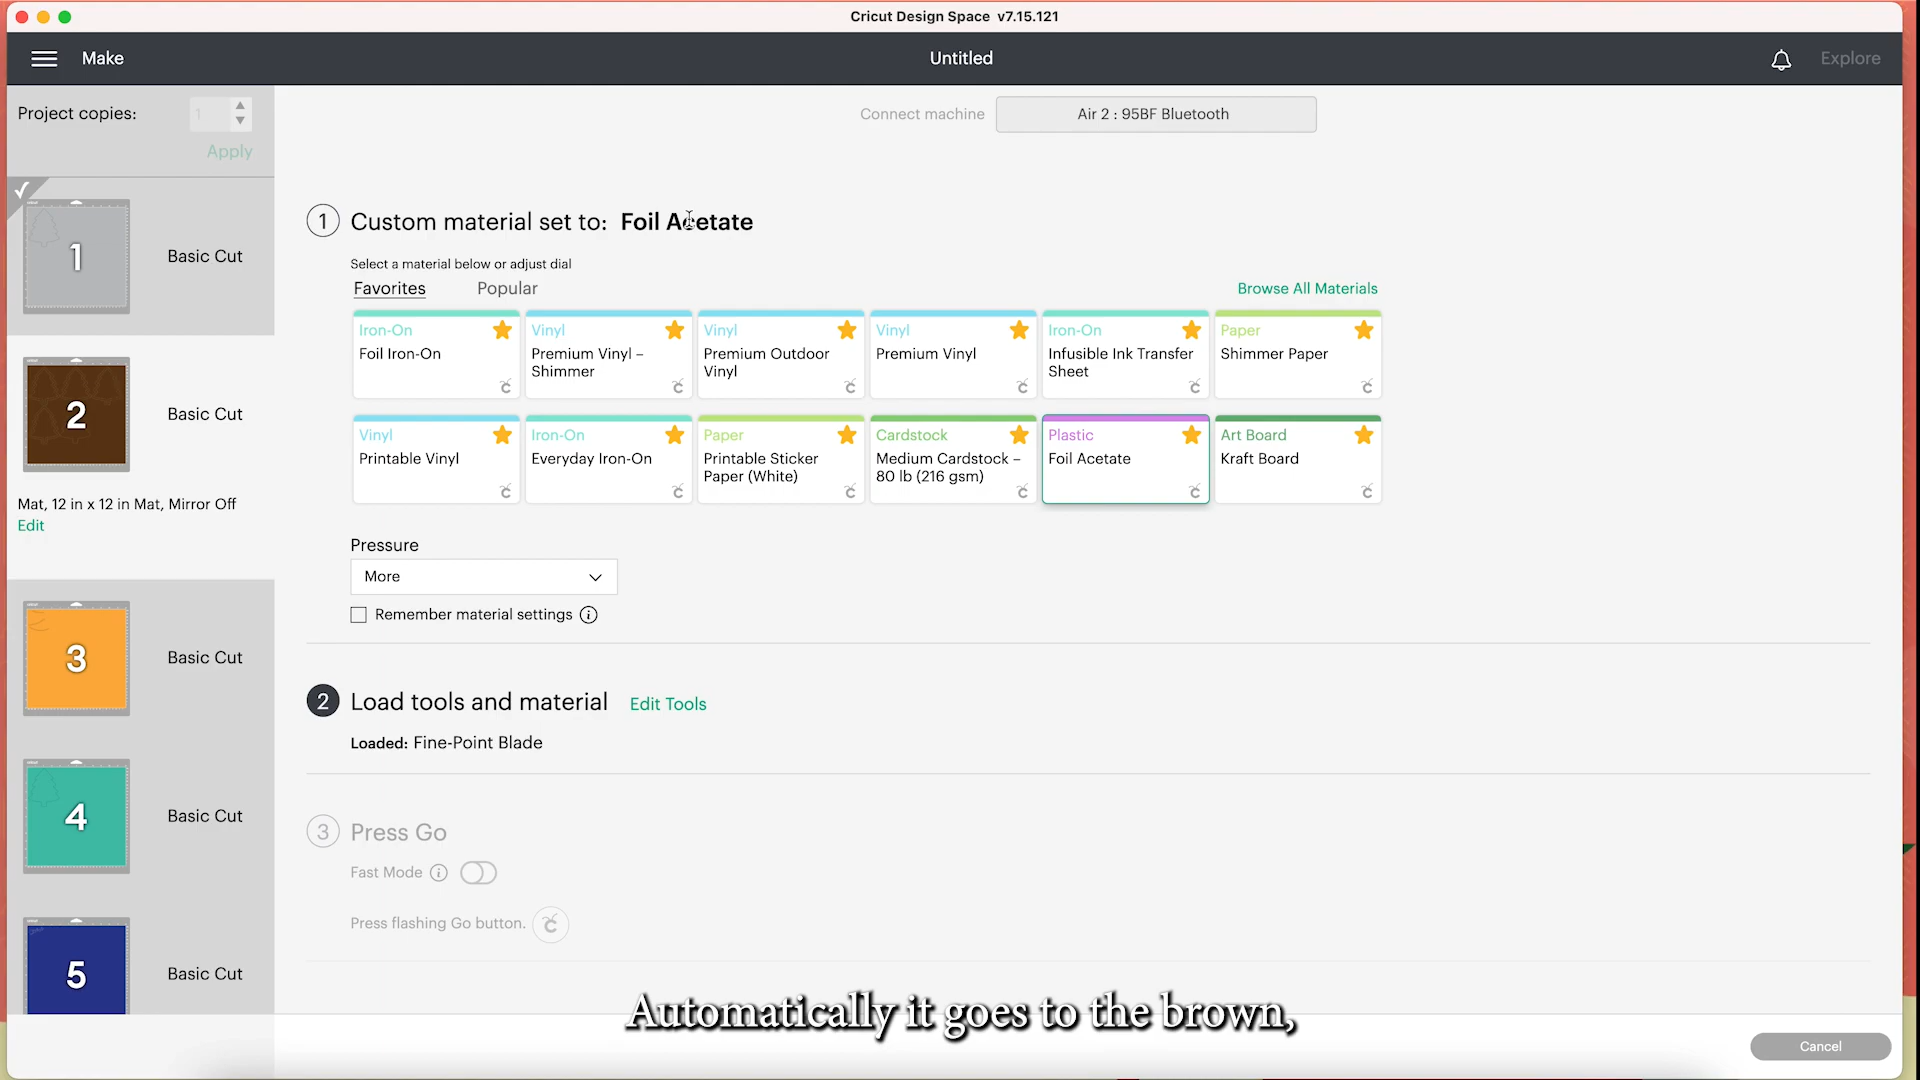 Cricut Design Space v7.15.121
Make
Untitled
Explore
Project copies:
1
Apply
Connect machine
Air 2 : 95BF Bluetooth
1
Basic Cut
2
Basic Cut
Mat, 12 in x 12 in Mat, Mirror Off
Edit
3
Basic Cut
4
Basic Cut
5
Basic Cut
1 Custom material set to: Foil Acetate
Select a material below or adjust dial
Favorites
Popular
Browse All Materials
Iron-On
Foil Iron-On
Vinyl
Premium Vinyl –
Shimmer
Vinyl
Premium Outdoor
Vinyl
Vinyl
Premium Vinyl
Iron-On
Infusible Ink Transfer
Sheet
Paper
Shimmer Paper
Vinyl
Printable Vinyl
Iron-On
Everyday Iron-On
Paper
Printable Sticker
Paper (White)
Cardstock
Medium Cardstock –
80 lb (216 gsm)
Plastic
Foil Acetate
Art Board
Kraft Board
Pressure
More
Remember material settings
2 Load tools and material Edit Tools
Loaded: Fine-Point Blade
3 Press Go
Fast Mode
Press flashing Go button.
Automatically it goes to the brown,
Cancel